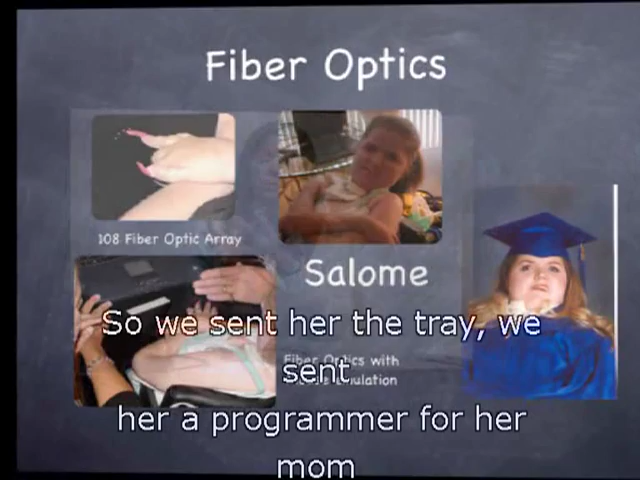 Fiber Optics
108 Fiber Optic Array
Salome
Fiber Optics with
So we sent her the tray, we
sent
her a programmer for her
mom